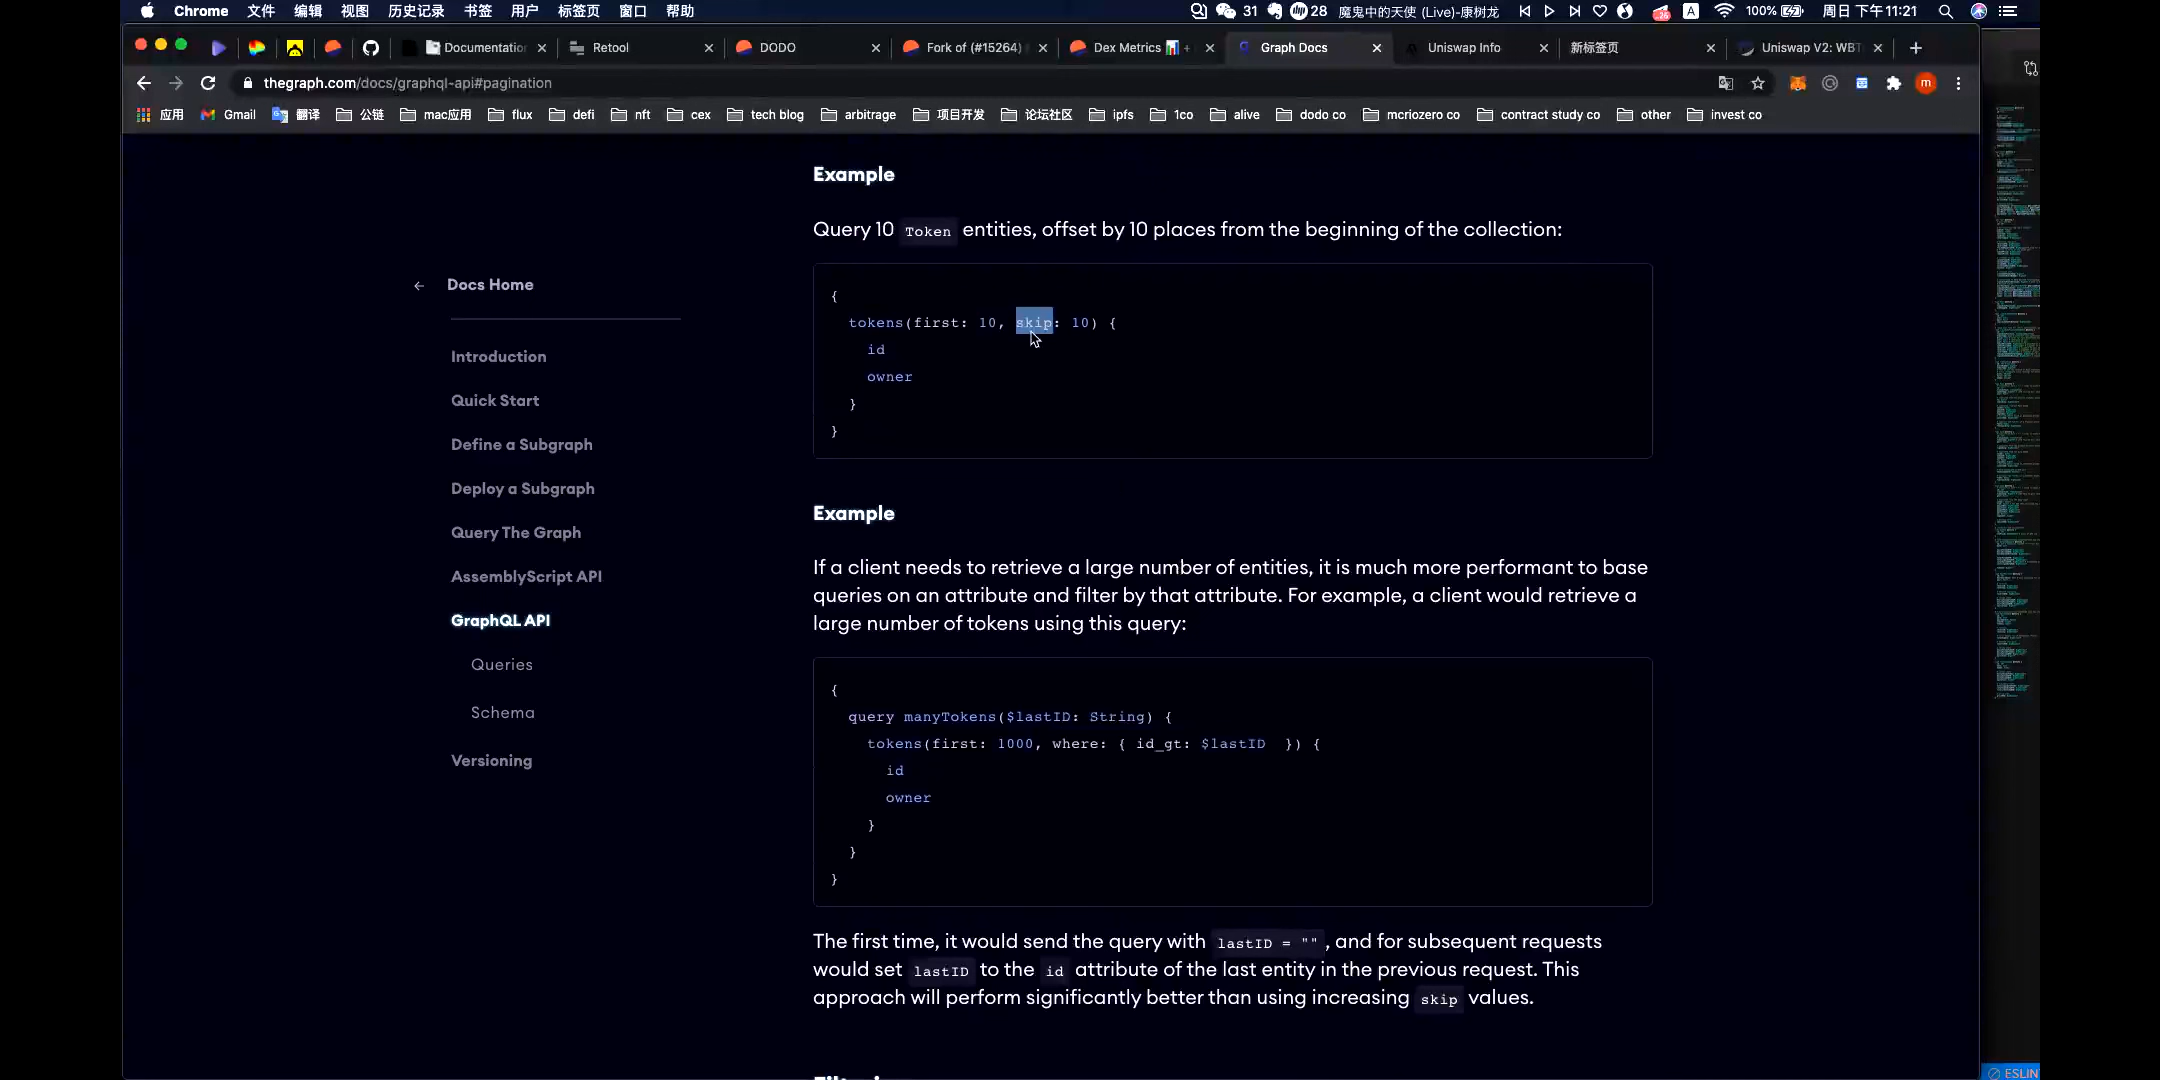 Chrome 文件 编辑 视图 历史记录 书签 用户 标签页 窗口 帮助 31 28 魔鬼中的天使 (Live)-康树龙 A 100% 周日 下午11:21
Documentation Retool DODO Fork of (#15264) Dex Metrics Graph Docs Uniswap Info 新标签页 Uniswap V2: WBT
thegraph.com/docs/graphql-api#pagination m
应用 Gmail 翻译 公链 mac应用 flux defi nft cex tech blog arbitrage 项目开发 论坛社区 ipfs 1co alive dodo co mcriozero co contract study co other invest co
Docs Home
Introduction
Quick Start
Define a Subgraph
Deploy a Subgraph
Query The Graph
AssemblyScript API
GraphQL API
Queries
Schema
Versioning
Example
Query 10 Token entities, offset by 10 places from the beginning of the collection:
{
tokens(first: 10, skip: 10) {
id
owner
}
}
Example
If a client needs to retrieve a large number of entities, it is much more performant to base
queries on an attribute and filter by that attribute. For example, a client would retrieve a
large number of tokens using this query:
{
query manyTokens($lastID: String) {
tokens(first: 1000, where: { id_gt: $lastID }) {
id
owner
}
}
}
The first time, it would send the query with lastID = "", and for subsequent requests
would set lastID to the id attribute of the last entity in the previous request. This
approach will perform significantly better than using increasing skip values.
ESLIN